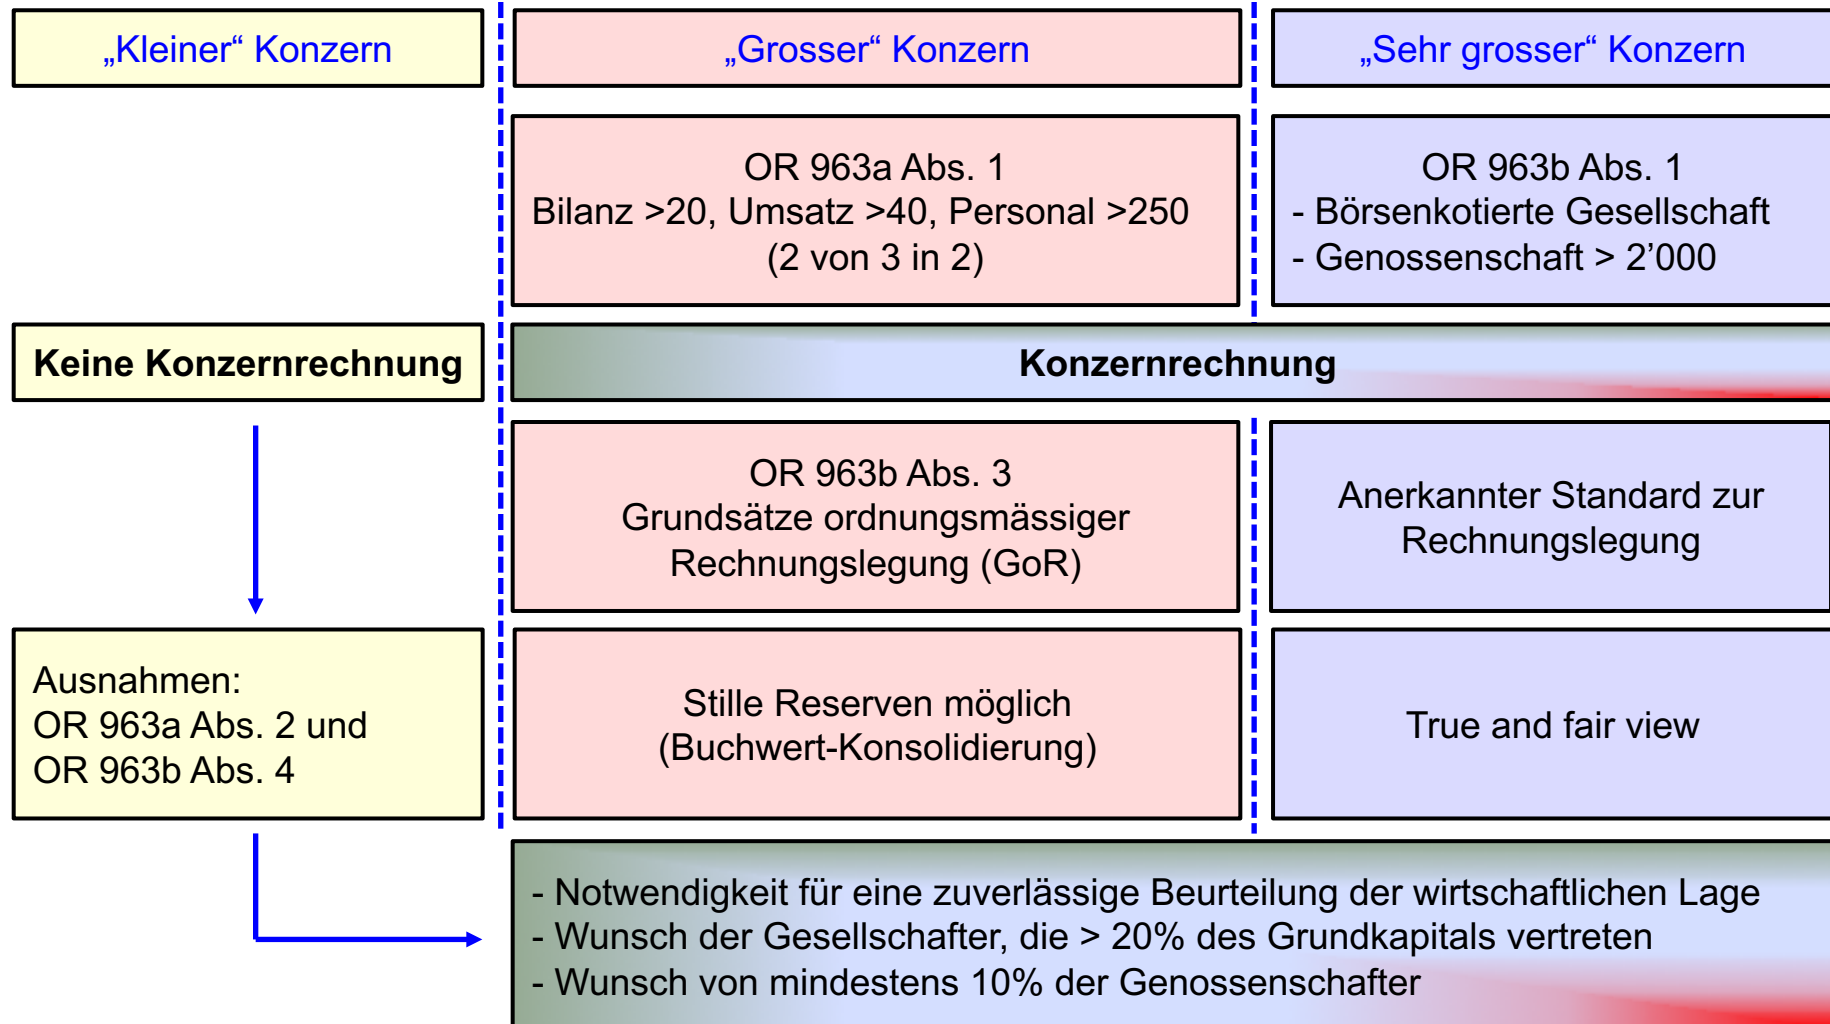 „Kleiner“ Konzern
„Grosser“ Konzern
„Sehr grosser“ Konzern
OR 963a Abs. 1
Bilanz >20, Umsatz >40, Personal >250
(2 von 3 in 2)
OR 963b Abs. 1
- Börsenkotierte Gesellschaft
- Genossenschaft > 2’000
Keine Konzernrechnung
Konzernrechnung
OR 963b Abs. 3
Grundsätze ordnungsmässiger
Rechnungslegung (GoR)
Anerkannter Standard zur
Rechnungslegung
Ausnahmen:
OR 963a Abs. 2 und
OR 963b Abs. 4
Stille Reserven möglich
(Buchwert-Konsolidierung)
True and fair view
- Notwendigkeit für eine zuverlässige Beurteilung der wirtschaftlichen Lage
- Wunsch der Gesellschafter, die > 20% des Grundkapitals vertreten
- Wunsch von mindestens 10% der Genossenschafter